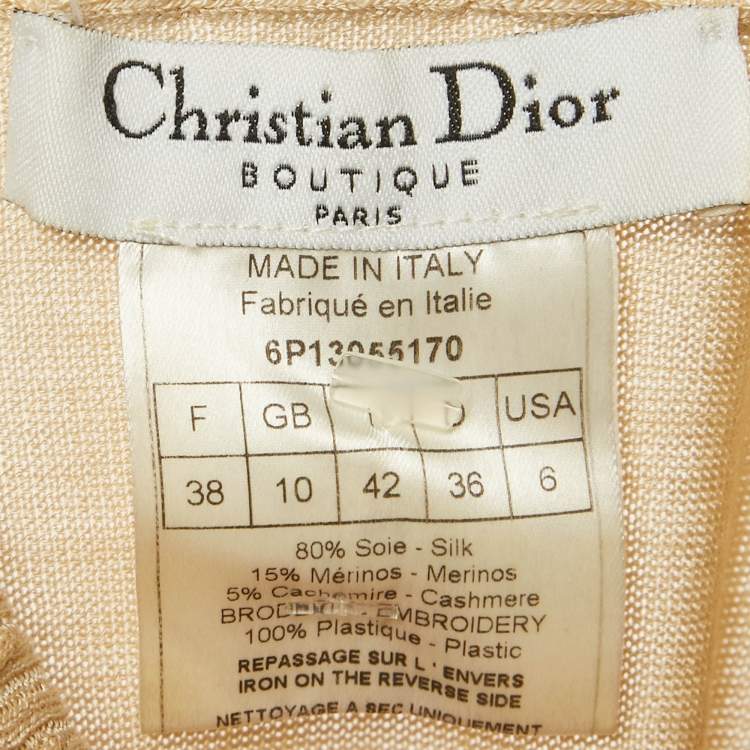 Christian Dior
BOUTIQUE
PARIS
MADE IN ITALY
Fabriqué en Italie
6P13055170
F GB USA
38 10 42 36 6
80% Soie - Silk
15% Mérinos - Merinos
5% Cachemire - Cashmere
EMBROIDERY
100% Plastique - Plastic
REPASSAGE SUR L'ENVERS
IRON ON THE REVERSE SIDE
NETTOYAGE A SEC UNIQUEMENT